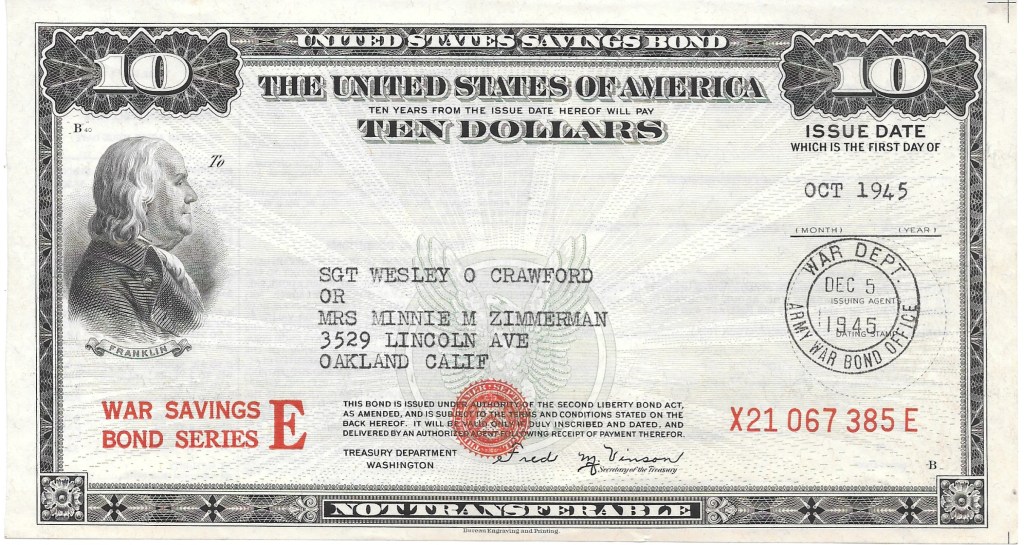 UNITED STATES SAVINGS BOND
10
10
THE UNITED STATES OF AMERICA
TEN YEARS FROM THE ISSUE DATE HEREOF WILL PAY
TEN DOLLARS
B 40
To
ISSUE DATE
WHICH IS THE FIRST DAY OF
OCT 1945
(MONTH) (YEAR)
SGT WESLEY O CRAWFORD
OR
MRS MINNIE M ZIMMERMAN
3529 LINCOLN AVE
OAKLAND CALIF
WAR DEPT.
DEC 5
ISSUING AGENT'S
1945
DATING STAMP
ARMY WAR BOND OFFICE
FRANKLIN
WAR SAVINGS
BOND SERIES E
THIS BOND IS ISSUED UNDER AUTHORITY OF THE SECOND LIBERTY BOND ACT,
AS AMENDED, AND IS SUBJECT TO THE TERMS AND CONDITIONS STATED ON THE
BACK HEREOF. IT WILL BE VALID ONLY IF DULY INSCRIBED AND DATED, AND
DELIVERED BY AN AUTHORIZED AGENT FOLLOWING RECEIPT OF PAYMENT THEREFOR.
X21 067 385 E
TREASURY DEPARTMENT
WASHINGTON
Fred M. Vinson
Secretary of the Treasury
B
NOT TRANSFERABLE
Bureau Engraving and Printing.